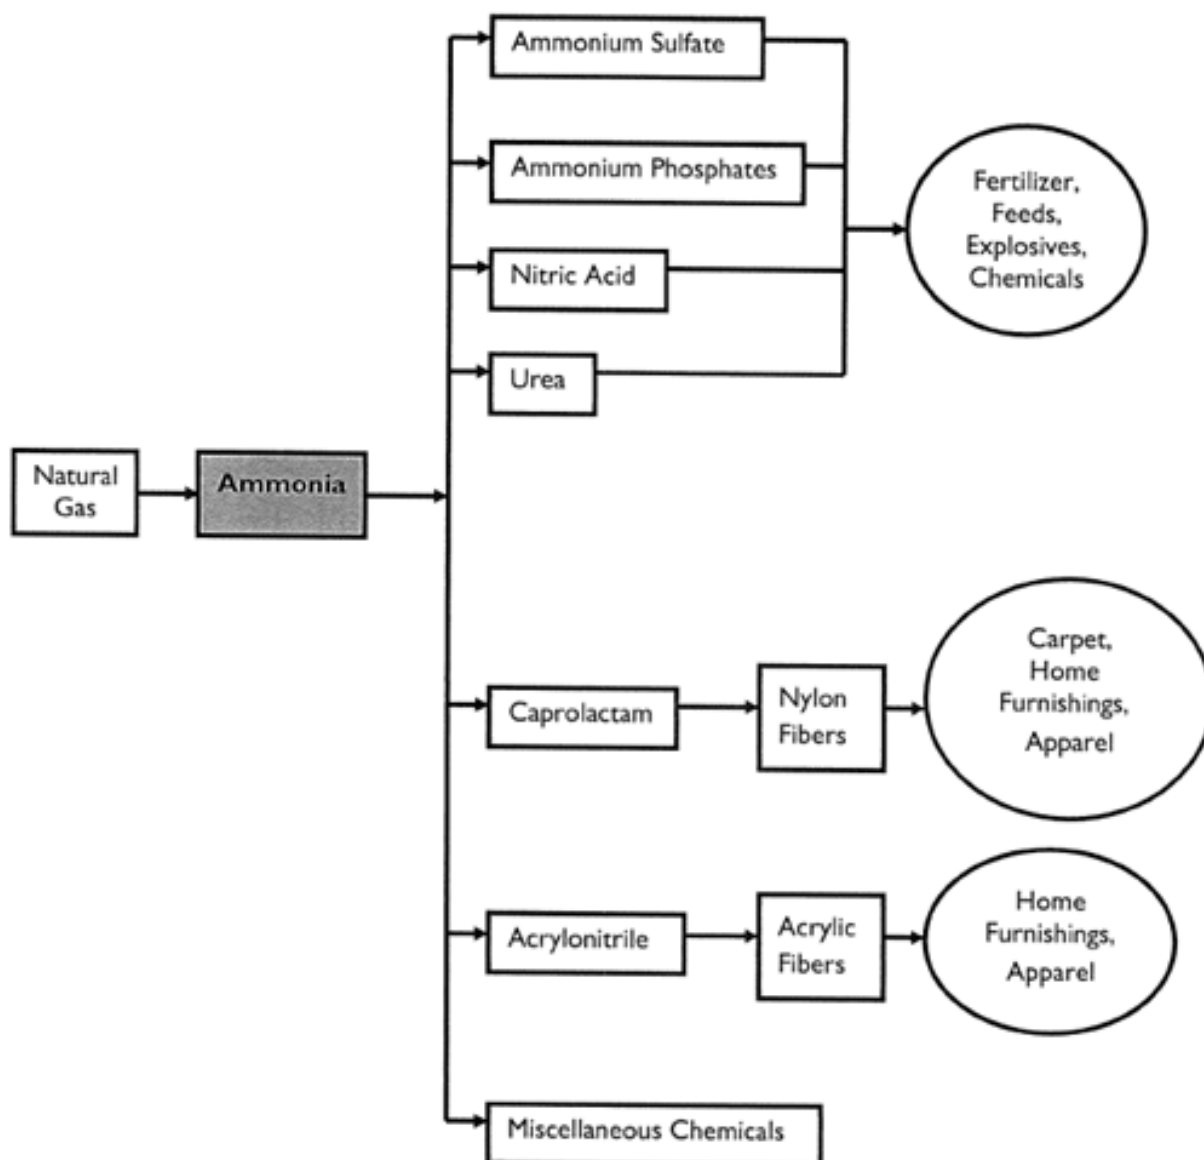 Ammonium Sulfate
Ammonium Phosphates
Nitric Acid
Urea
Fertilizer,
Feeds,
Explosives,
Chemicals
Natural
Gas
Ammonia
Caprolactam
Nylon
Fibers
Carpet,
Home
Furnishings,
Apparel
Acrylonitrile
Acrylic
Fibers
Home
Furnishings,
Apparel
Miscellaneous Chemicals